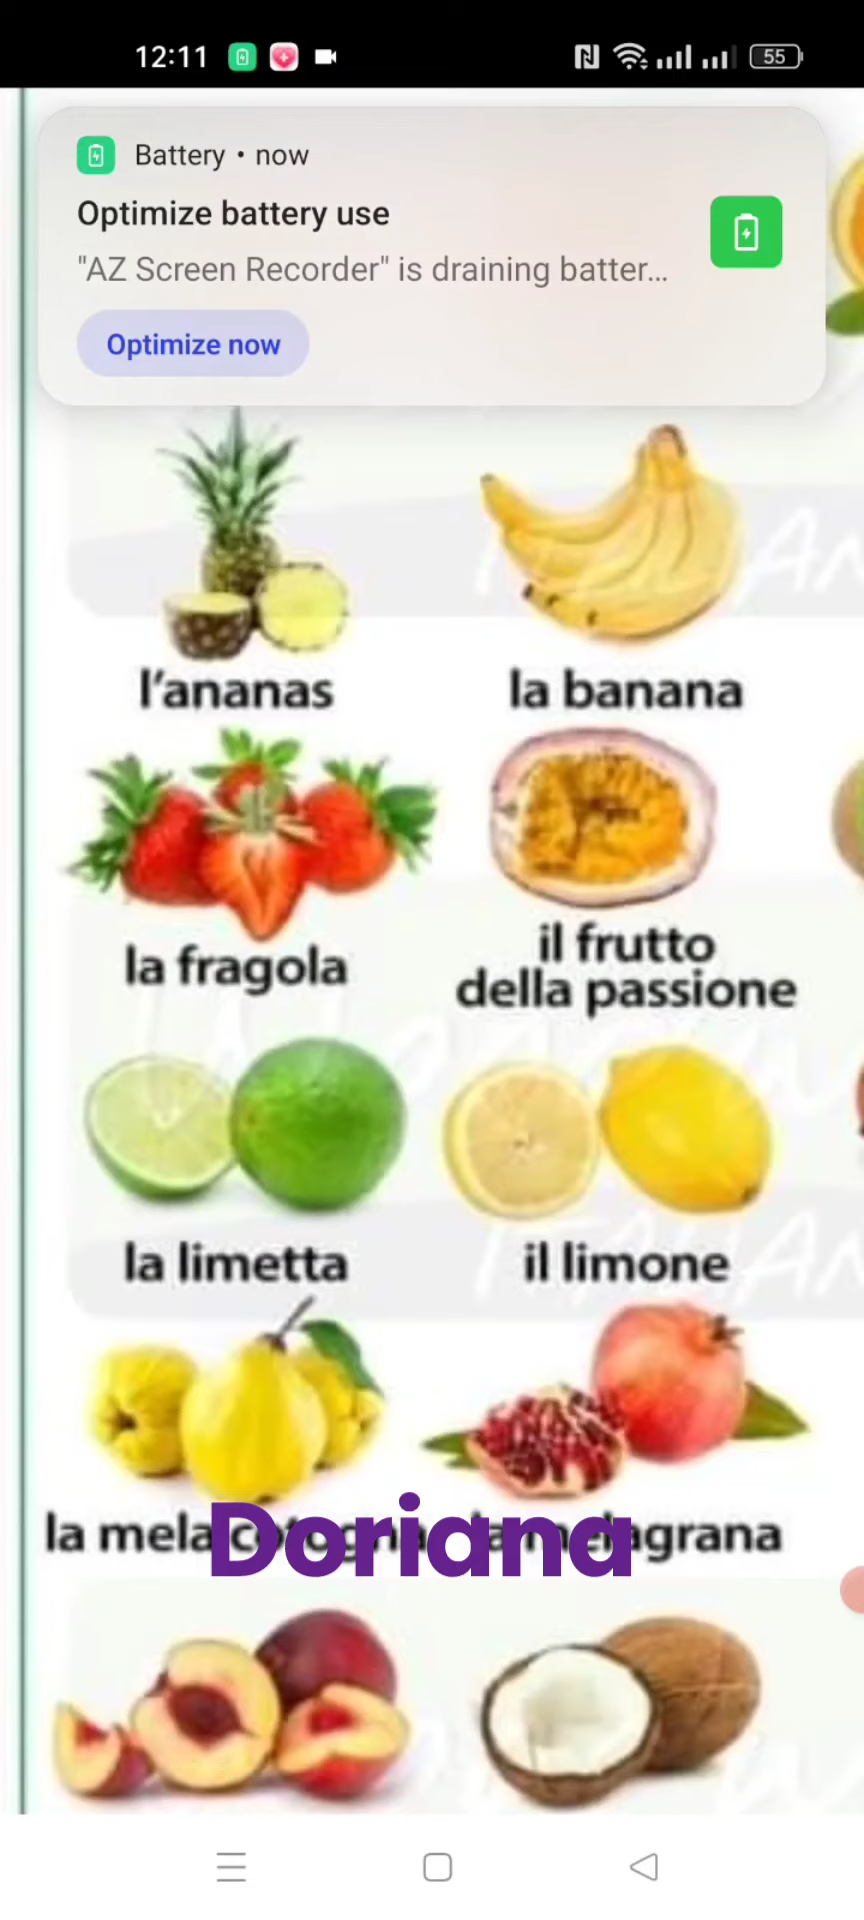 12:11
55
Battery • now
Optimize battery use
"AZ Screen Recorder" is draining batter...
Optimize now
l'ananas
la banana
la fragola
il frutto
della passione
la limetta
il limone
la mela
Doriana